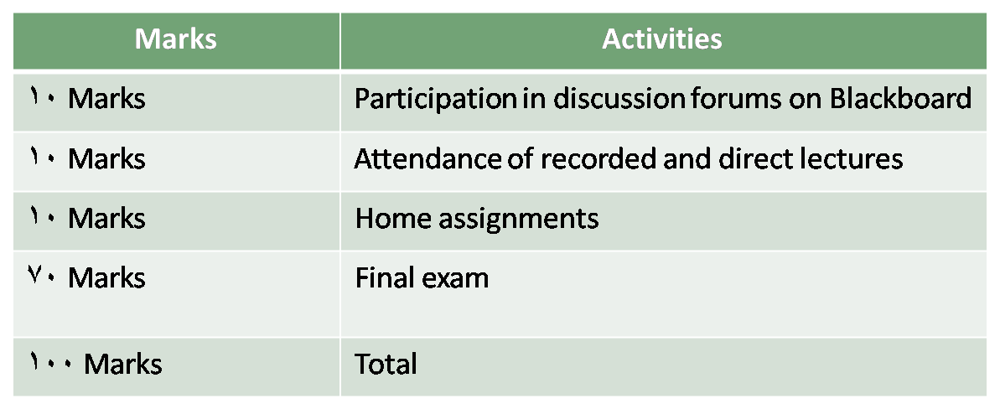 Marks Activities
١٠ Marks Participation in discussion forums on Blackboard
١٠ Marks Attendance of recorded and direct lectures
١٠ Marks Home assignments
٧٠ Marks Final exam
١٠٠ Marks Total